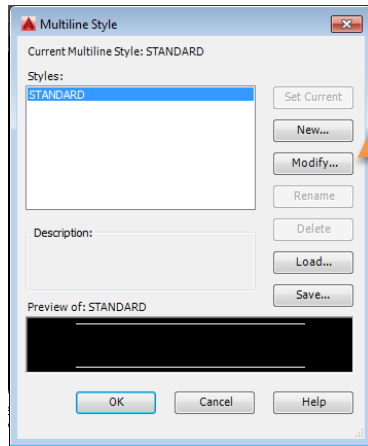 Multiline Style
Current Multiline Style: STANDARD
Styles:
STANDARD
Set Current
New...
Modify...
Rename
Delete
Description:
Load...
Save...
Preview of: STANDARD
OK
Cancel
Help